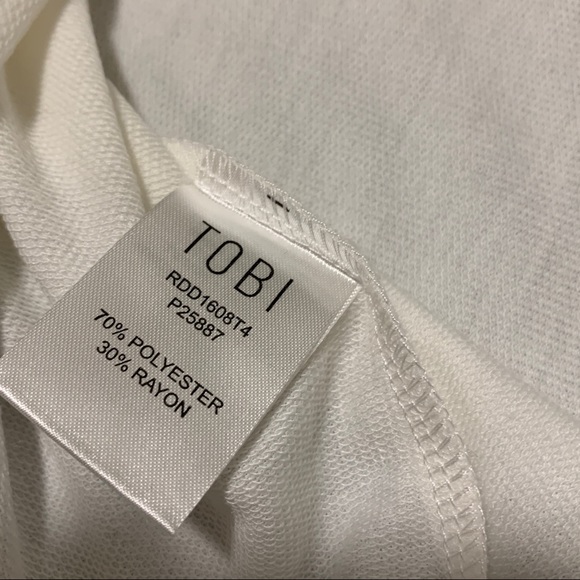 TOBI
RDD1608T4
P25887
70% POLYESTER
30% RAYON